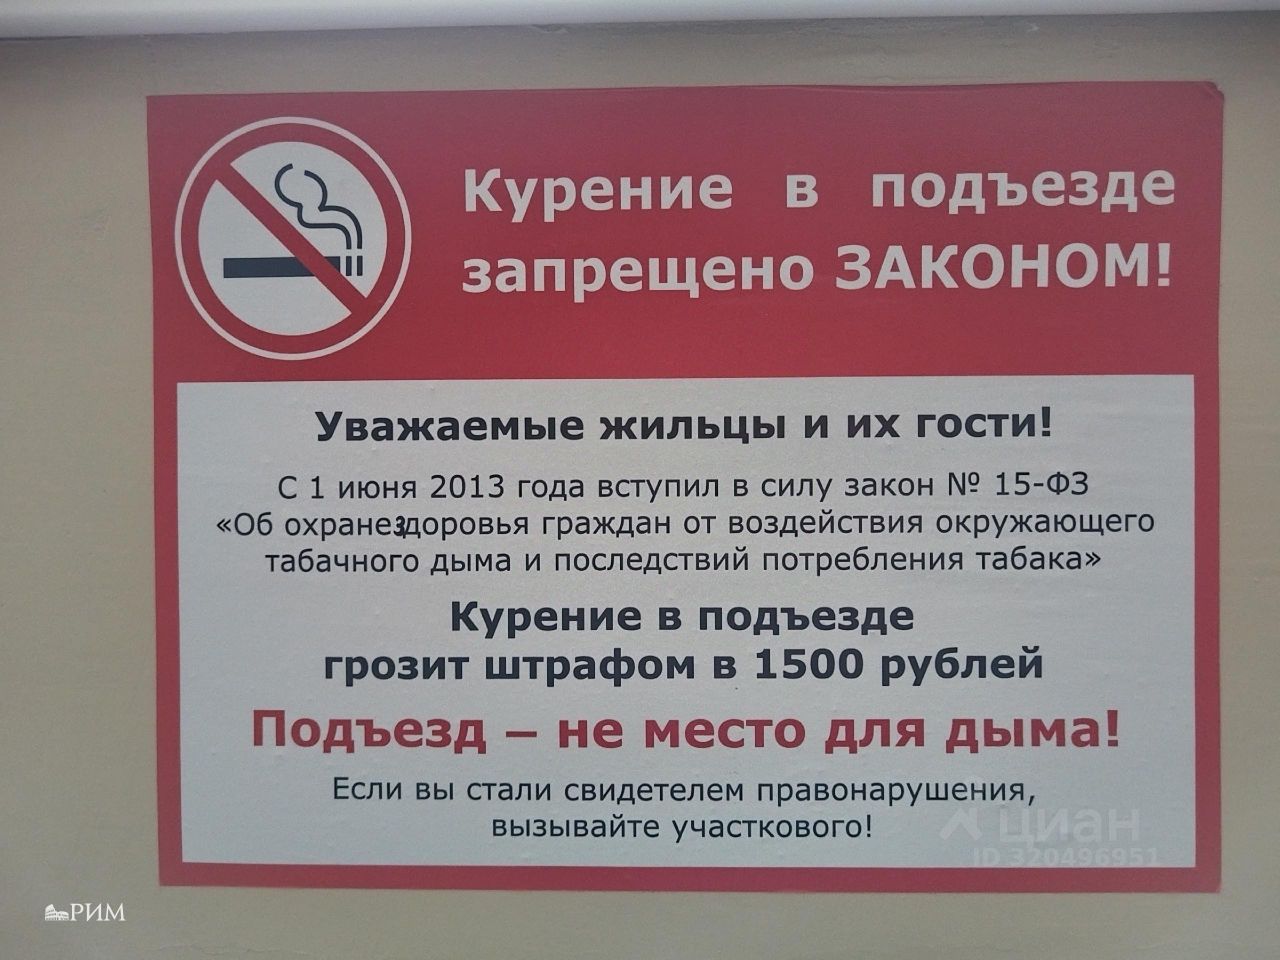 Курение в подъезде
запрещено ЗАКОНОМ!
Уважаемые жильцы и их гости!
С 1 июня 2013 года вступил в силу закон № 15-ФЗ
«Об охране здоровья граждан от воздействия окружающего
табачного дыма и последствий потребления табака»
Курение в подъезде
грозит штрафом в 1500 рублей
Подъезд – не место для дыма!
Если вы стали свидетелем правонарушения,
вызывайте участкового!
циан
ID 320496951
РИМ